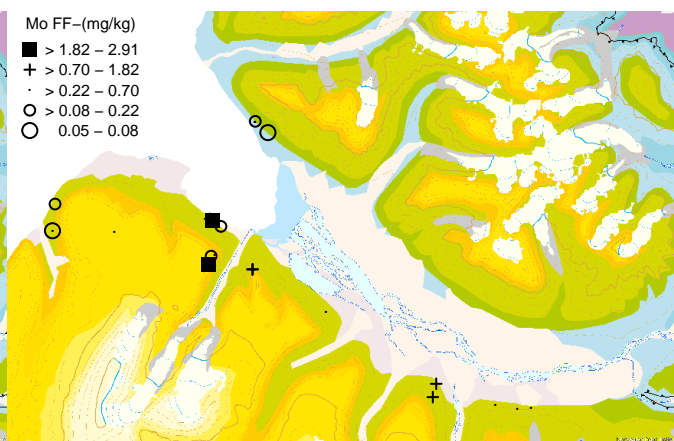 Mo FF−(mg/kg)
> 1.82 − 2.91
> 0.70 − 1.82
> 0.22 − 0.70
> 0.08 − 0.22
0.05 − 0.08